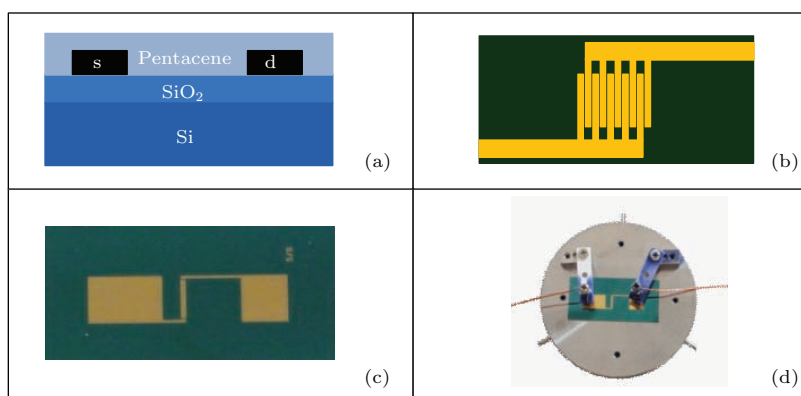 s
Pentacene
d
SiO₂
Si
(a)
(b)
S/S
(c)
(d)